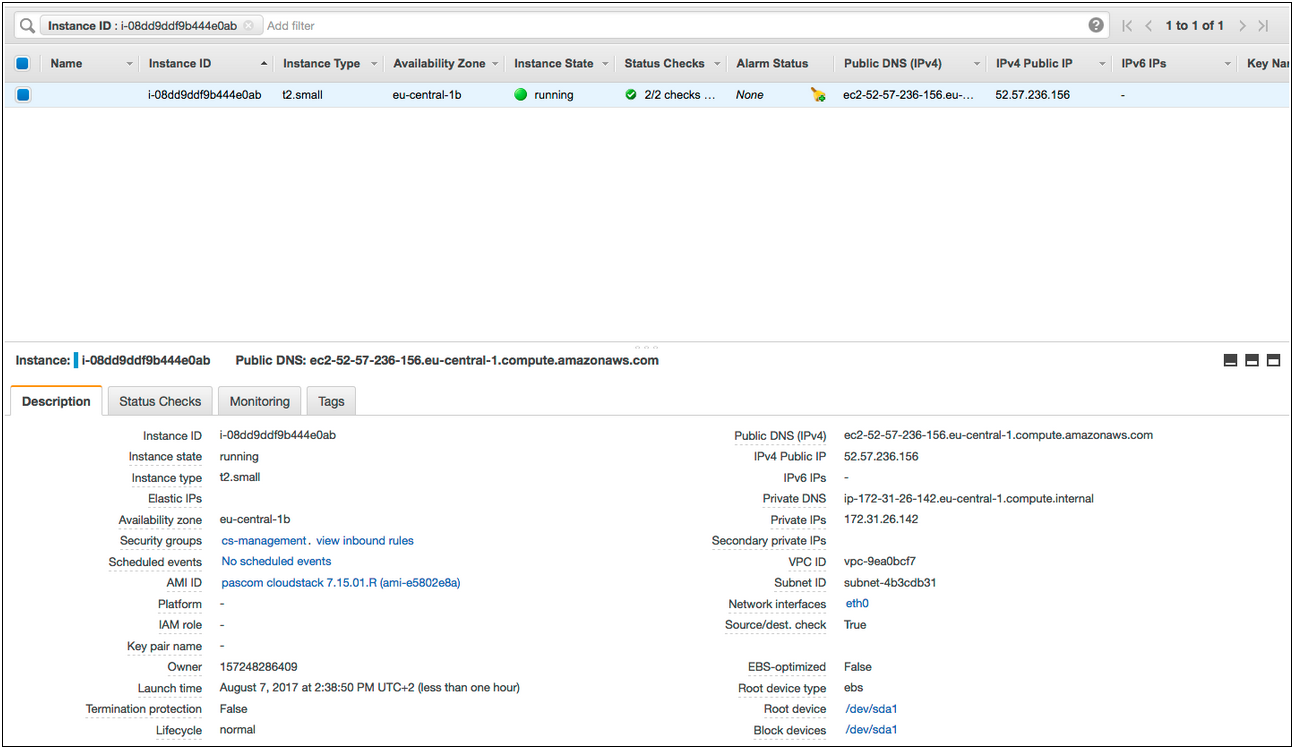 Instance ID : i-08dd9ddf9b444e0ab Add filter 1 to 1 of 1
Name Instance ID Instance Type Availability Zone Instance State Status Checks Alarm Status Public DNS (IPv4) IPv4 Public IP IPv6 IPs Key Nar
i-08dd9ddf9b444e0ab t2.small eu-central-1b running 2/2 checks ... None ec2-52-57-236-156.eu-... 52.57.236.156 -
Instance: i-08dd9ddf9b444e0ab Public DNS: ec2-52-57-236-156.eu-central-1.compute.amazonaws.com
Description Status Checks Monitoring Tags
Instance ID i-08dd9ddf9b444e0ab Public DNS (IPv4) ec2-52-57-236-156.eu-central-1.compute.amazonaws.com
Instance state running IPv4 Public IP 52.57.236.156
Instance type t2.small IPv6 IPs -
Elastic IPs Private DNS ip-172-31-26-142.eu-central-1.compute.internal
Availability zone eu-central-1b Private IPs 172.31.26.142
Security groups cs-management. view inbound rules Secondary private IPs
Scheduled events No scheduled events VPC ID vpc-9ea0bcf7
AMI ID pascom cloudstack 7.15.01.R (ami-e5802e8a) Subnet ID subnet-4b3cdb31
Platform - Network interfaces eth0
IAM role - Source/dest. check True
Key pair name -
Owner 157248286409 EBS-optimized False
Launch time August 7, 2017 at 2:38:50 PM UTC+2 (less than one hour) Root device type ebs
Termination protection False Root device /dev/sda1
Lifecycle normal Block devices /dev/sda1